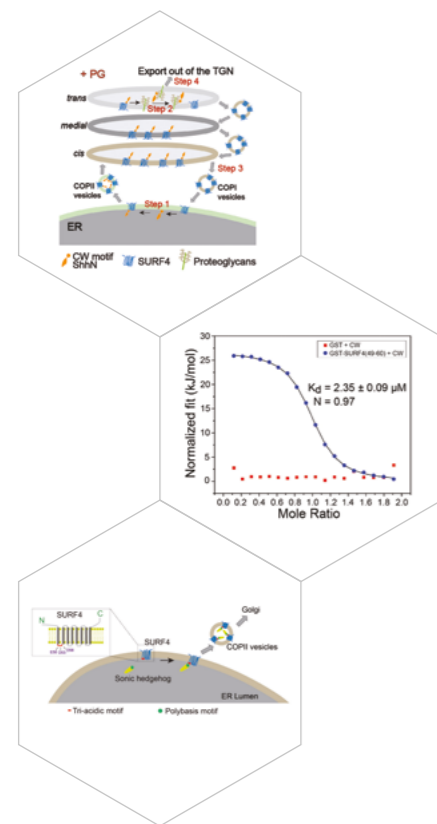 + PG
Export out of the TGN
Step 4
trans
Step 2
medial
cis
Step 3
COPII
vesicles
Step 1
COPI
vesicles
ER
CW motif
ShhN
SURF4
Proteoglycans
Normalized fit (kJ/mol)
30
25
20
15
10
5
0
GST + CW
GST-SURF4(49-60) + CW
Kd = 2.35 ± 0.09 µM
N = 0.97
0.0 0.2 0.4 0.6 0.8 1.0 1.2 1.4 1.6 1.8 2.0
Mole Ratio
Golgi
SURF4
N
C
SURF4
COPII vesicles
Sonic hedgehog
ER Lumen
Tri-acidic motif
Polybasis motif